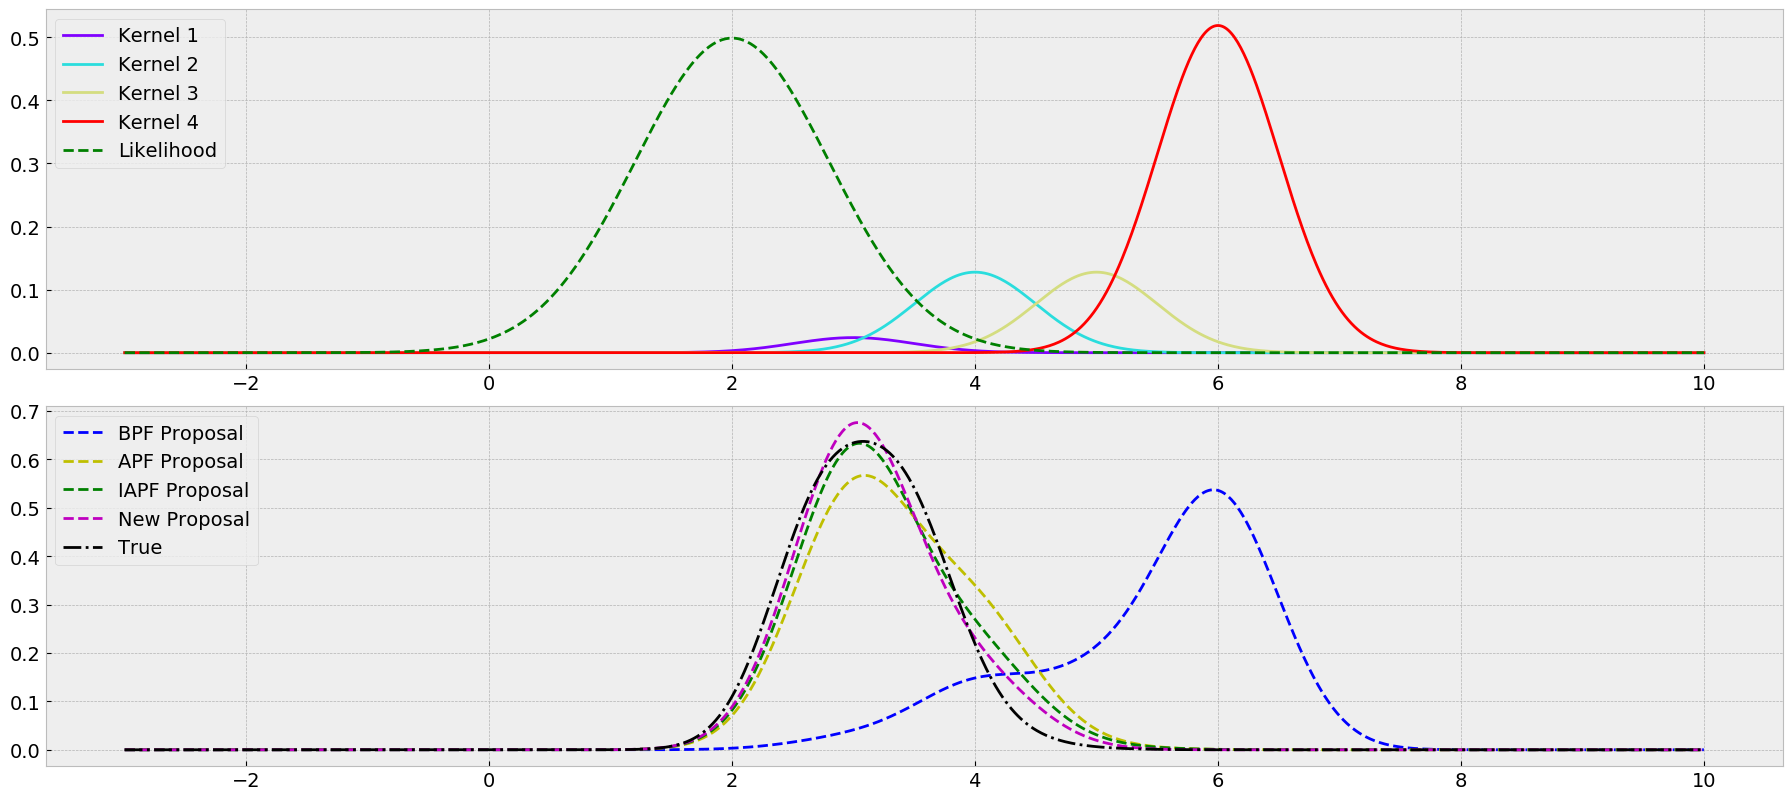 0.5
0.4
0.3
0.2
0.1
0.0
Kernel 1
Kernel 2
Kernel 3
Kernel 4
Likelihood
−2 0 2 4 6 8 10
0.7
0.6
0.5
0.4
0.3
0.2
0.1
0.0
BPF Proposal
APF Proposal
IAPF Proposal
New Proposal
True
−2 0 2 4 6 8 10